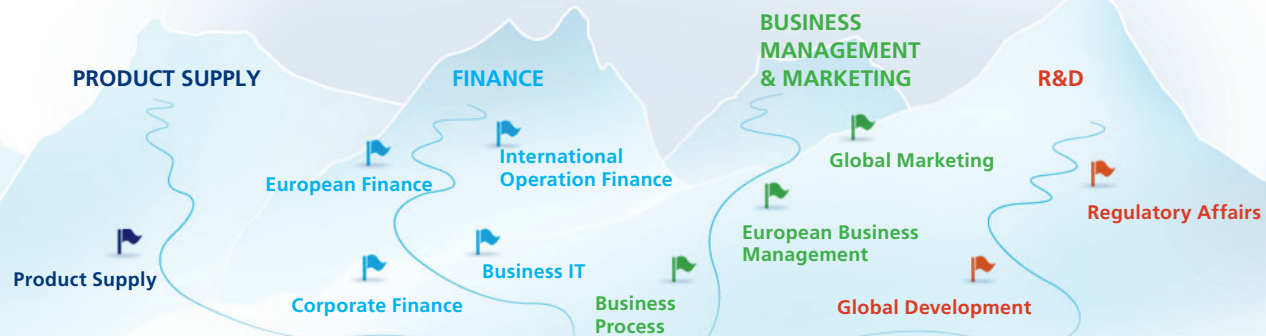 PRODUCT SUPPLY
FINANCE
BUSINESS
MANAGEMENT
& MARKETING
R&D
Product Supply
European Finance
International
Operation Finance
Business IT
Corporate Finance
Global Marketing
European Business
Management
Business
Process
Regulatory Affairs
Global Development